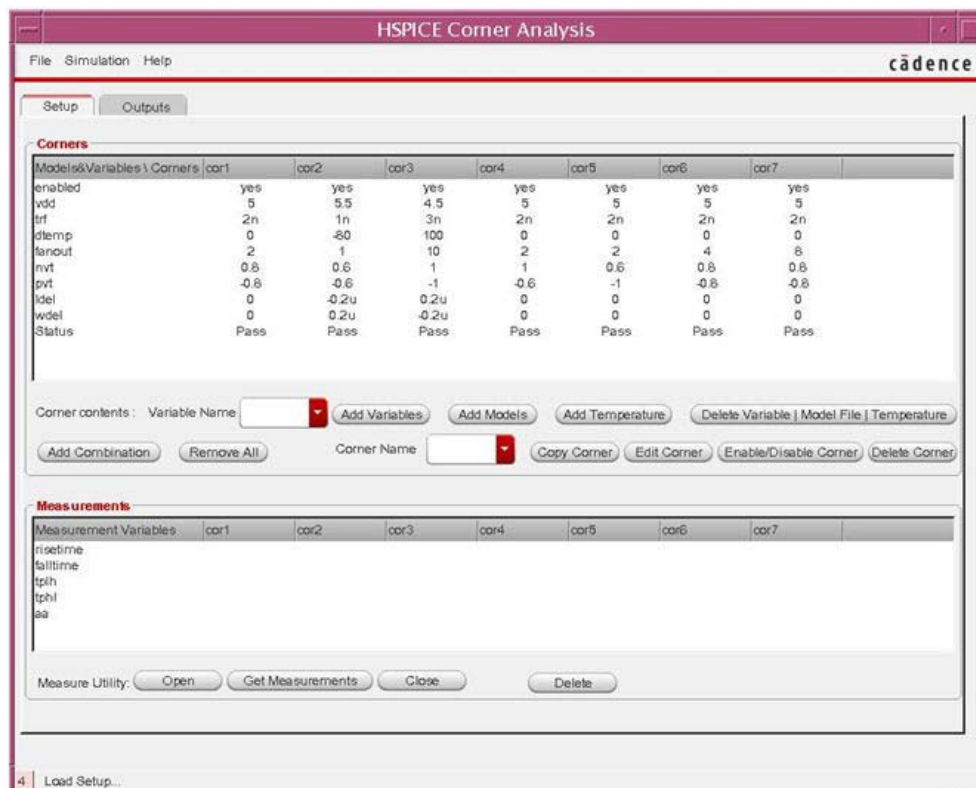 HSPICE Corner Analysis
File Simulation Help
cādence
Setup Outputs
Corners
Models&Variables \ Corners cor1 cor2 cor3 cor4 cor5 cor6 cor7
enabled yes yes yes yes yes yes yes
vdd 5 5.5 4.5 5 5 5 5
trf 2n 1n 3n 2n 2n 2n 2n
dtemp 0 -80 100 0 0 0 0
fanout 2 1 10 2 2 4 8
nvt 0.8 0.6 1 1 0.6 0.8 0.8
pvt -0.8 -0.6 -1 -0.6 -1 -0.8 -0.8
ldel 0 -0.2u 0.2u 0 0 0 0
wdel 0 0.2u -0.2u 0 0 0 0
Status Pass Pass Pass Pass Pass Pass Pass
Corner contents : Variable Name Add Variables Add Models Add Temperature Delete Variable | Model File | Temperature
Add Combination Remove All Corner Name Copy Corner Edit Corner Enable/Disable Corner Delete Corner
Measurements
Measurement Variables cor1 cor2 cor3 cor4 cor5 cor6 cor7
risetime
falltime
tplh
tphl
aa
Measure Utility: Open Get Measurements Close Delete
4 Load Setup...